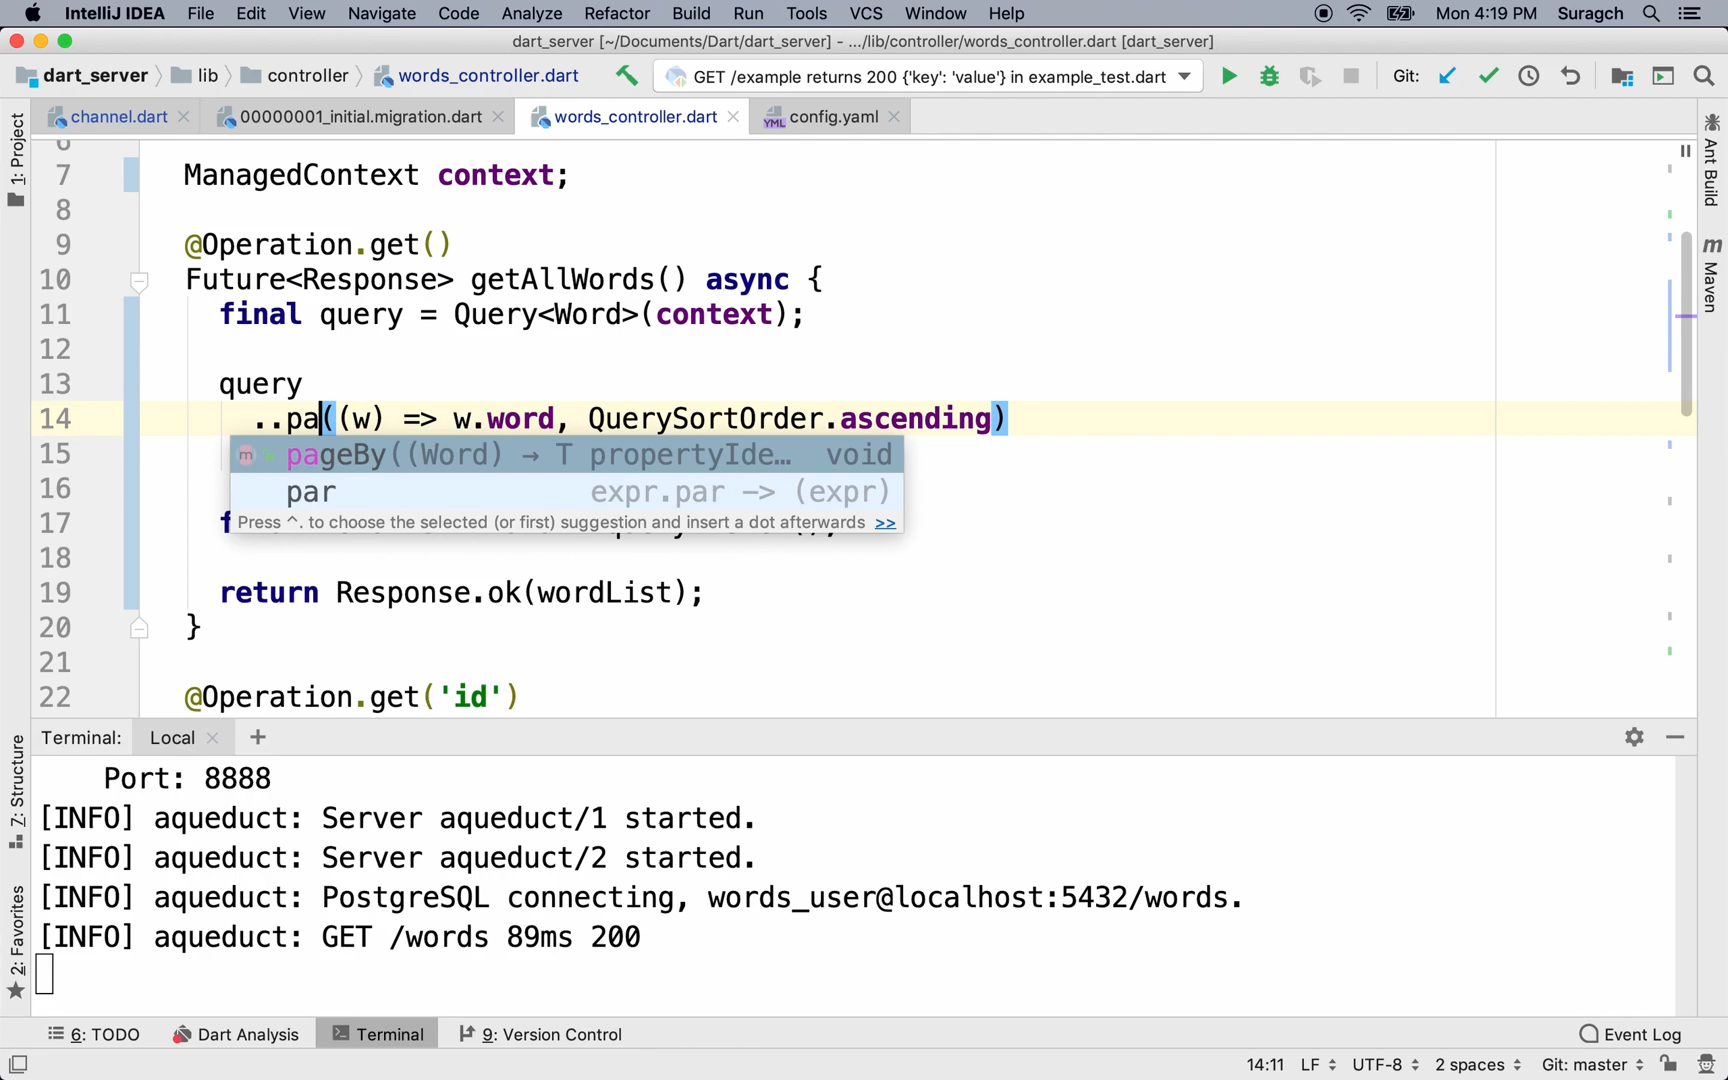 IntelliJ IDEA File Edit View Navigate Code Analyze Refactor Build Run Tools VCS Window Help Mon 4:19 PM Suragch
dart_server [~/Documents/Dart/dart_server] - .../lib/controller/words_controller.dart [dart_server]
dart_server lib controller words_controller.dart GET /example returns 200 {'key': 'value'} in example_test.dart Git:
channel.dart 00000001_initial.migration.dart words_controller.dart config.yaml
1: Project
Ant Build
Maven
7 ManagedContext context;
8
9 @Operation.get()
10 Future<Response> getAllWords() async {
11 final query = Query<Word>(context);
12
13 query
14 ..pa((w) => w.word, QuerySortOrder.ascending)
15 pageBy((Word) → T propertyIde… void
16 par expr.par –> (expr)
17 f Press ^. to choose the selected (or first) suggestion and insert a dot afterwards >>
18
19 return Response.ok(wordList);
20 }
21
22 @Operation.get('id')
Terminal: Local +
7: Structure
2: Favorites
Port: 8888
[INFO] aqueduct: Server aqueduct/1 started.
[INFO] aqueduct: Server aqueduct/2 started.
[INFO] aqueduct: PostgreSQL connecting, words_user@localhost:5432/words.
[INFO] aqueduct: GET /words 89ms 200
6: TODO Dart Analysis Terminal 9: Version Control Event Log
14:11 LF UTF-8 2 spaces Git: master